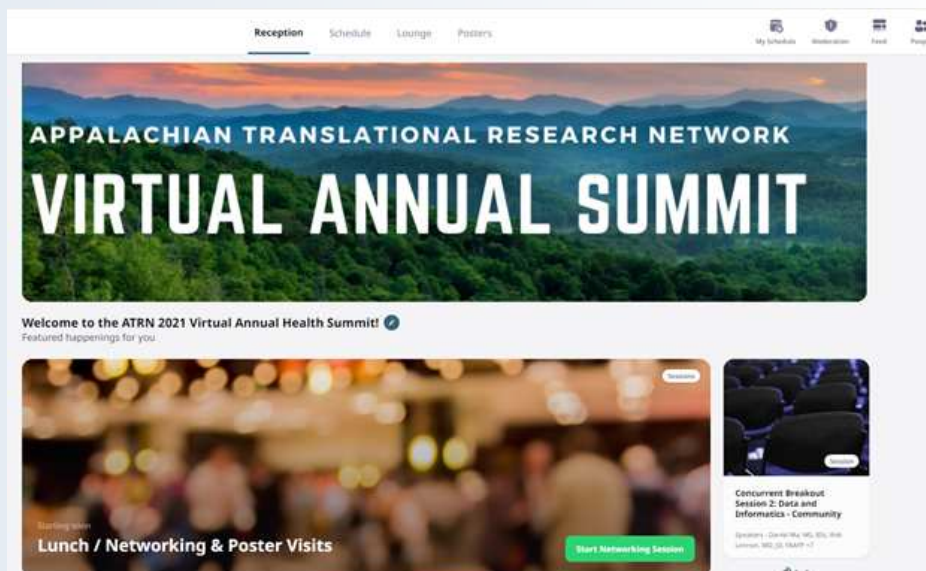 Reception Schedule Lounge Posters
My Schedule Moderation Feed
APPALACHIAN TRANSLATIONAL RESEARCH NETWORK
VIRTUAL ANNUAL SUMMIT
Welcome to the ATRN 2021 Virtual Annual Health Summit!
Featured happenings for you
Sessions
Starting soon
Lunch / Networking & Poster Visits
Start Networking Session
Session
Concurrent Breakout
Session 2: Data and
Informatics - Community